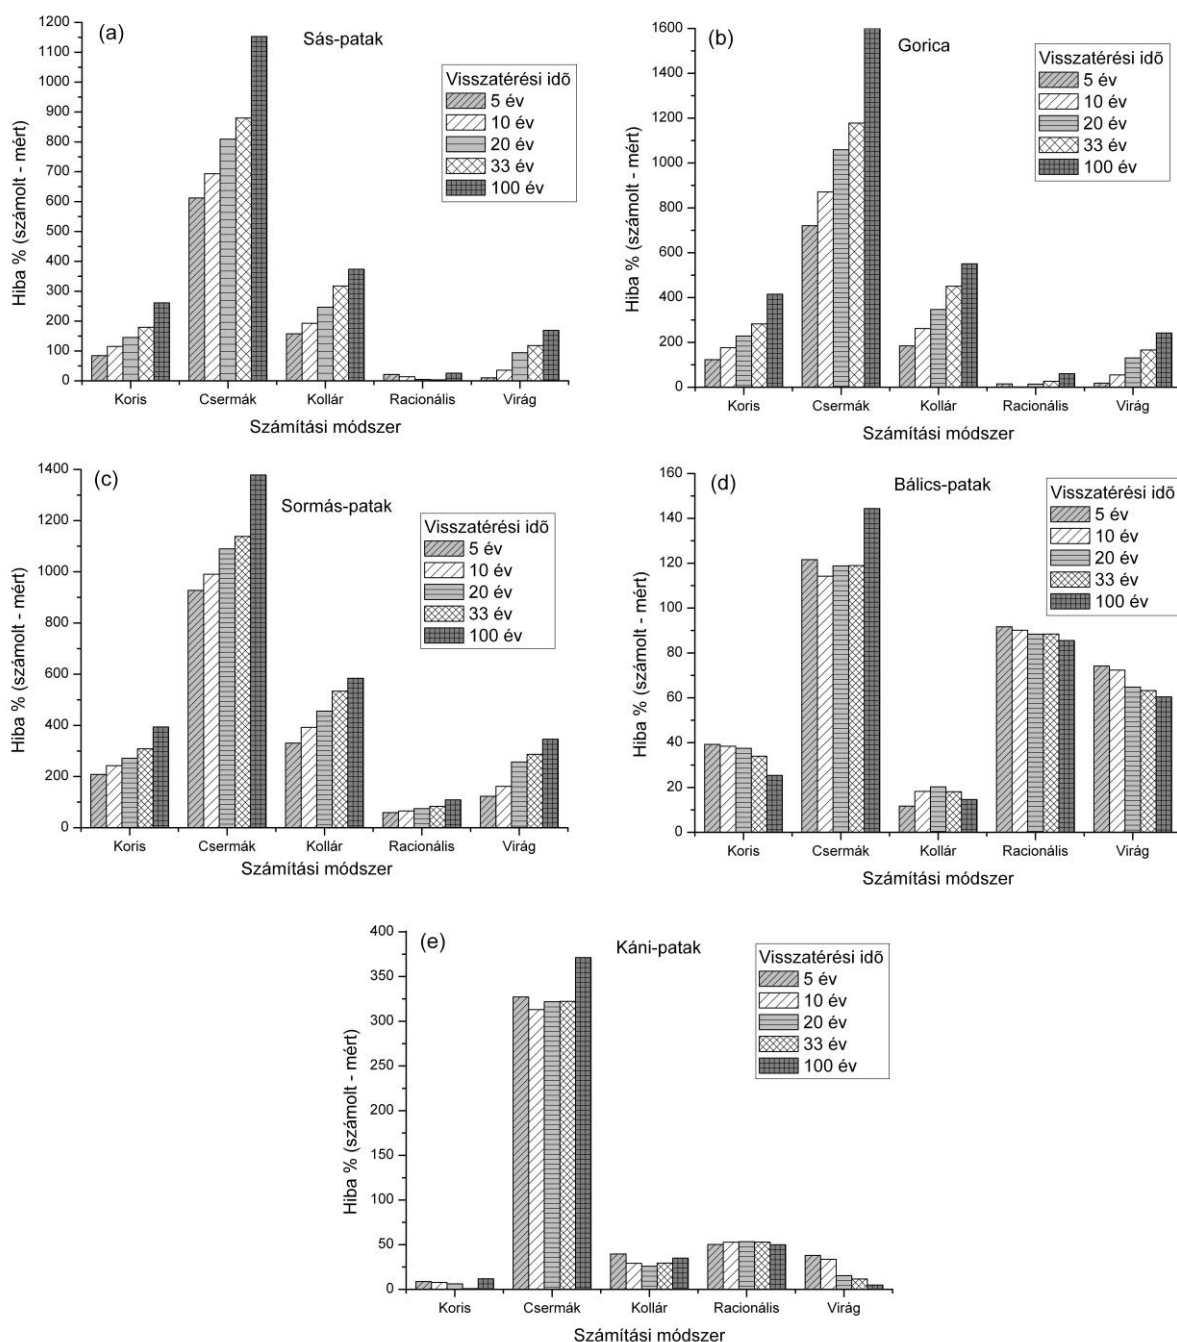 (a)
Sás-patak
Visszatérési idõ
5 év
10 év
20 év
33 év
100 év
Hiba % (számolt - mért)
1200
1100
1000
900
800
700
600
500
400
300
200
100
0
Koris Csermák Kollár Racionális Virág
Számítási módszer
(b)
Gorica
Visszatérési idõ
5 év
10 év
20 év
33 év
100 év
Hiba % (számolt - mért)
1600
1400
1200
1000
800
600
400
200
0
Koris Csermák Kollár Racionális Virág
Számítási módszer
(c)
Sormás-patak
Visszatérési idõ
5 év
10 év
20 év
33 év
100 év
Hiba % (számolt - mért)
1400
1200
1000
800
600
400
200
0
Koris Csermák Kollár Racionális Virág
Számítási módszer
(d)
Bálics-patak
Visszatérési idõ
5 év
10 év
20 év
33 év
100 év
Hiba % (számolt - mért)
160
140
120
100
80
60
40
20
0
Koris Csermák Kollár Racionális Virág
Számítási módszer
(e)
Káni-patak
Visszatérési idõ
5 év
10 év
20 év
33 év
100 év
Hiba % (számolt - mért)
400
350
300
250
200
150
100
50
0
Koris Csermák Kollár Racionális Virág
Számítási módszer